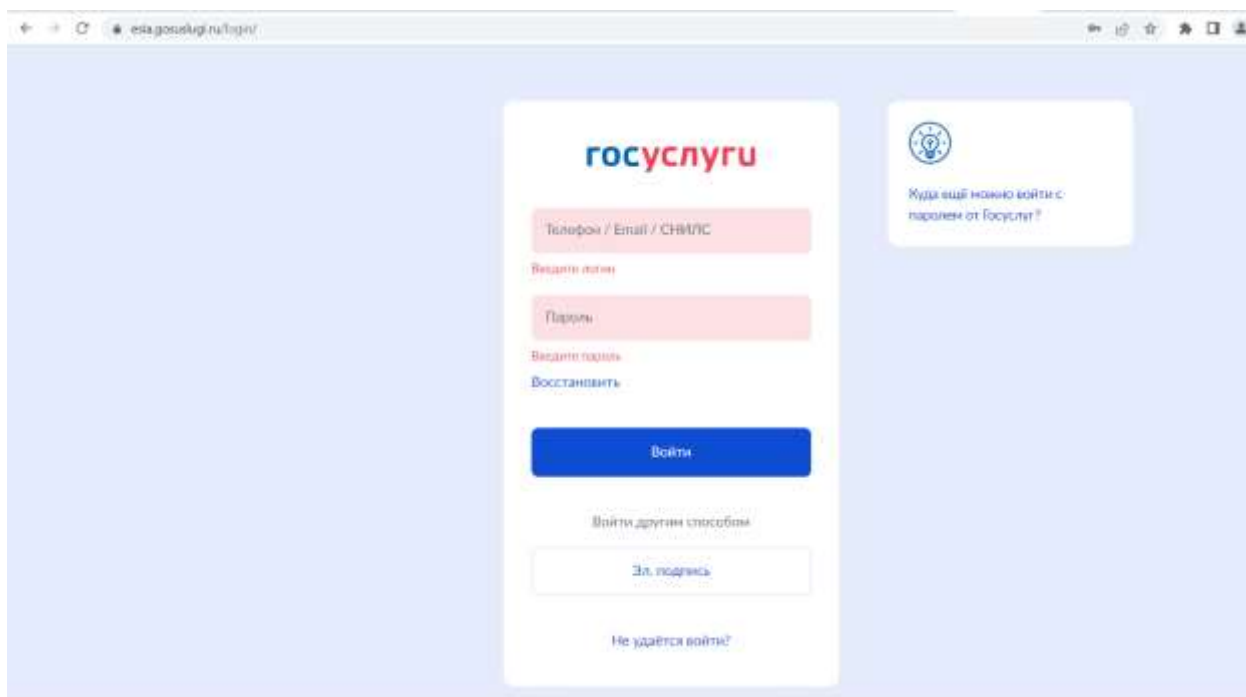 esia.gosuslugi.ru/login/
госуслуги
Куда ещё можно войти с
паролем от Госуслуг?
Телефон / Email / СНИЛС
Введите логин
Пароль
Введите пароль
Восстановить
Войти
Войти другим способом
Эл. подпись
Не удаётся войти?